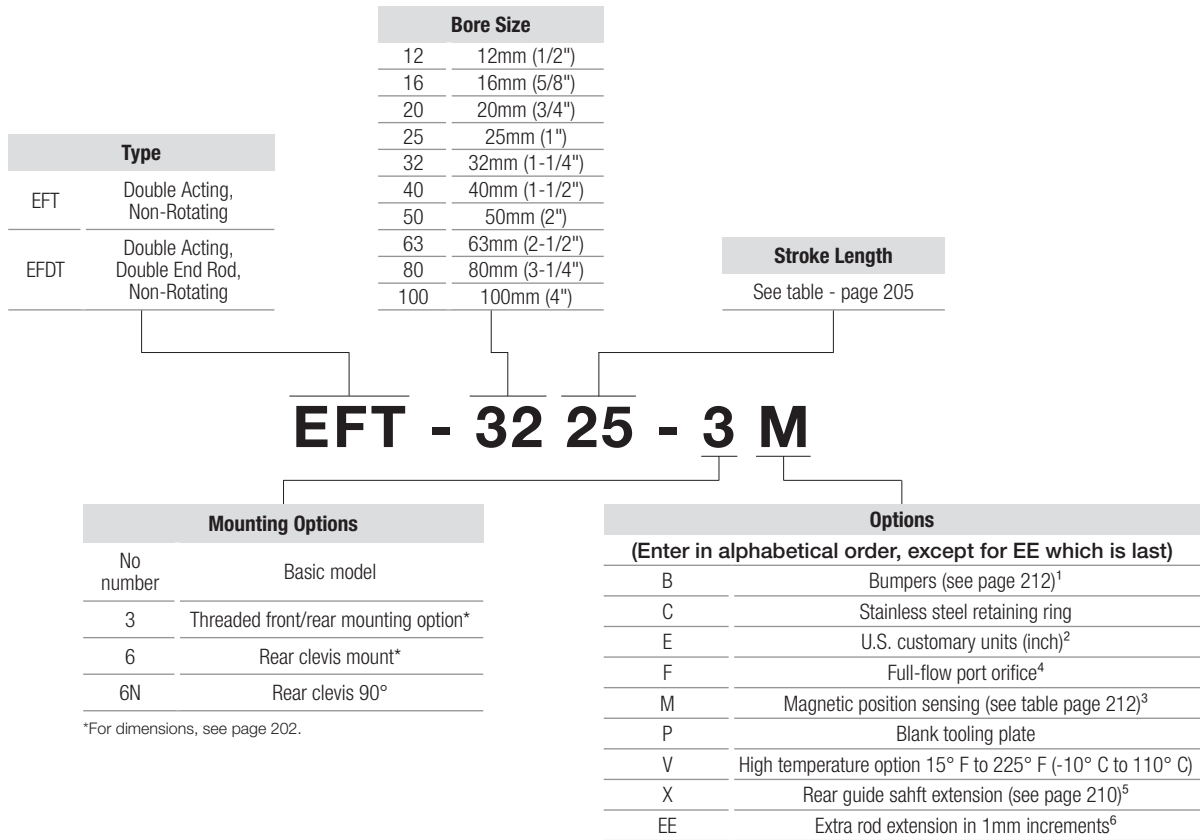 Bore Size
12 12mm (1/2")
16 16mm (5/8")
20 20mm (3/4")
25 25mm (1")
32 32mm (1-1/4")
40 40mm (1-1/2")
50 50mm (2")
63 63mm (2-1/2")
80 80mm (3-1/4")
100 100mm (4")
Type
EFT Double Acting,
Non-Rotating
EFDT Double Acting,
Double End Rod,
Non-Rotating
Stroke Length
See table - page 205
EFT - 32 25 - 3 M
Mounting Options
No
number Basic model
3 Threaded front/rear mounting option*
6 Rear clevis mount*
6N Rear clevis 90°
*For dimensions, see page 202.
Options
(Enter in alphabetical order, except for EE which is last)
B Bumpers (see page 212)¹
C Stainless steel retaining ring
E U.S. customary units (inch)²
F Full-flow port orifice⁴
M Magnetic position sensing (see table page 212)³
P Blank tooling plate
V High temperature option 15° F to 225° F (-10° C to 110° C)
X Rear guide sahft extension (see page 210)⁵
EE Extra rod extension in 1mm increments⁶